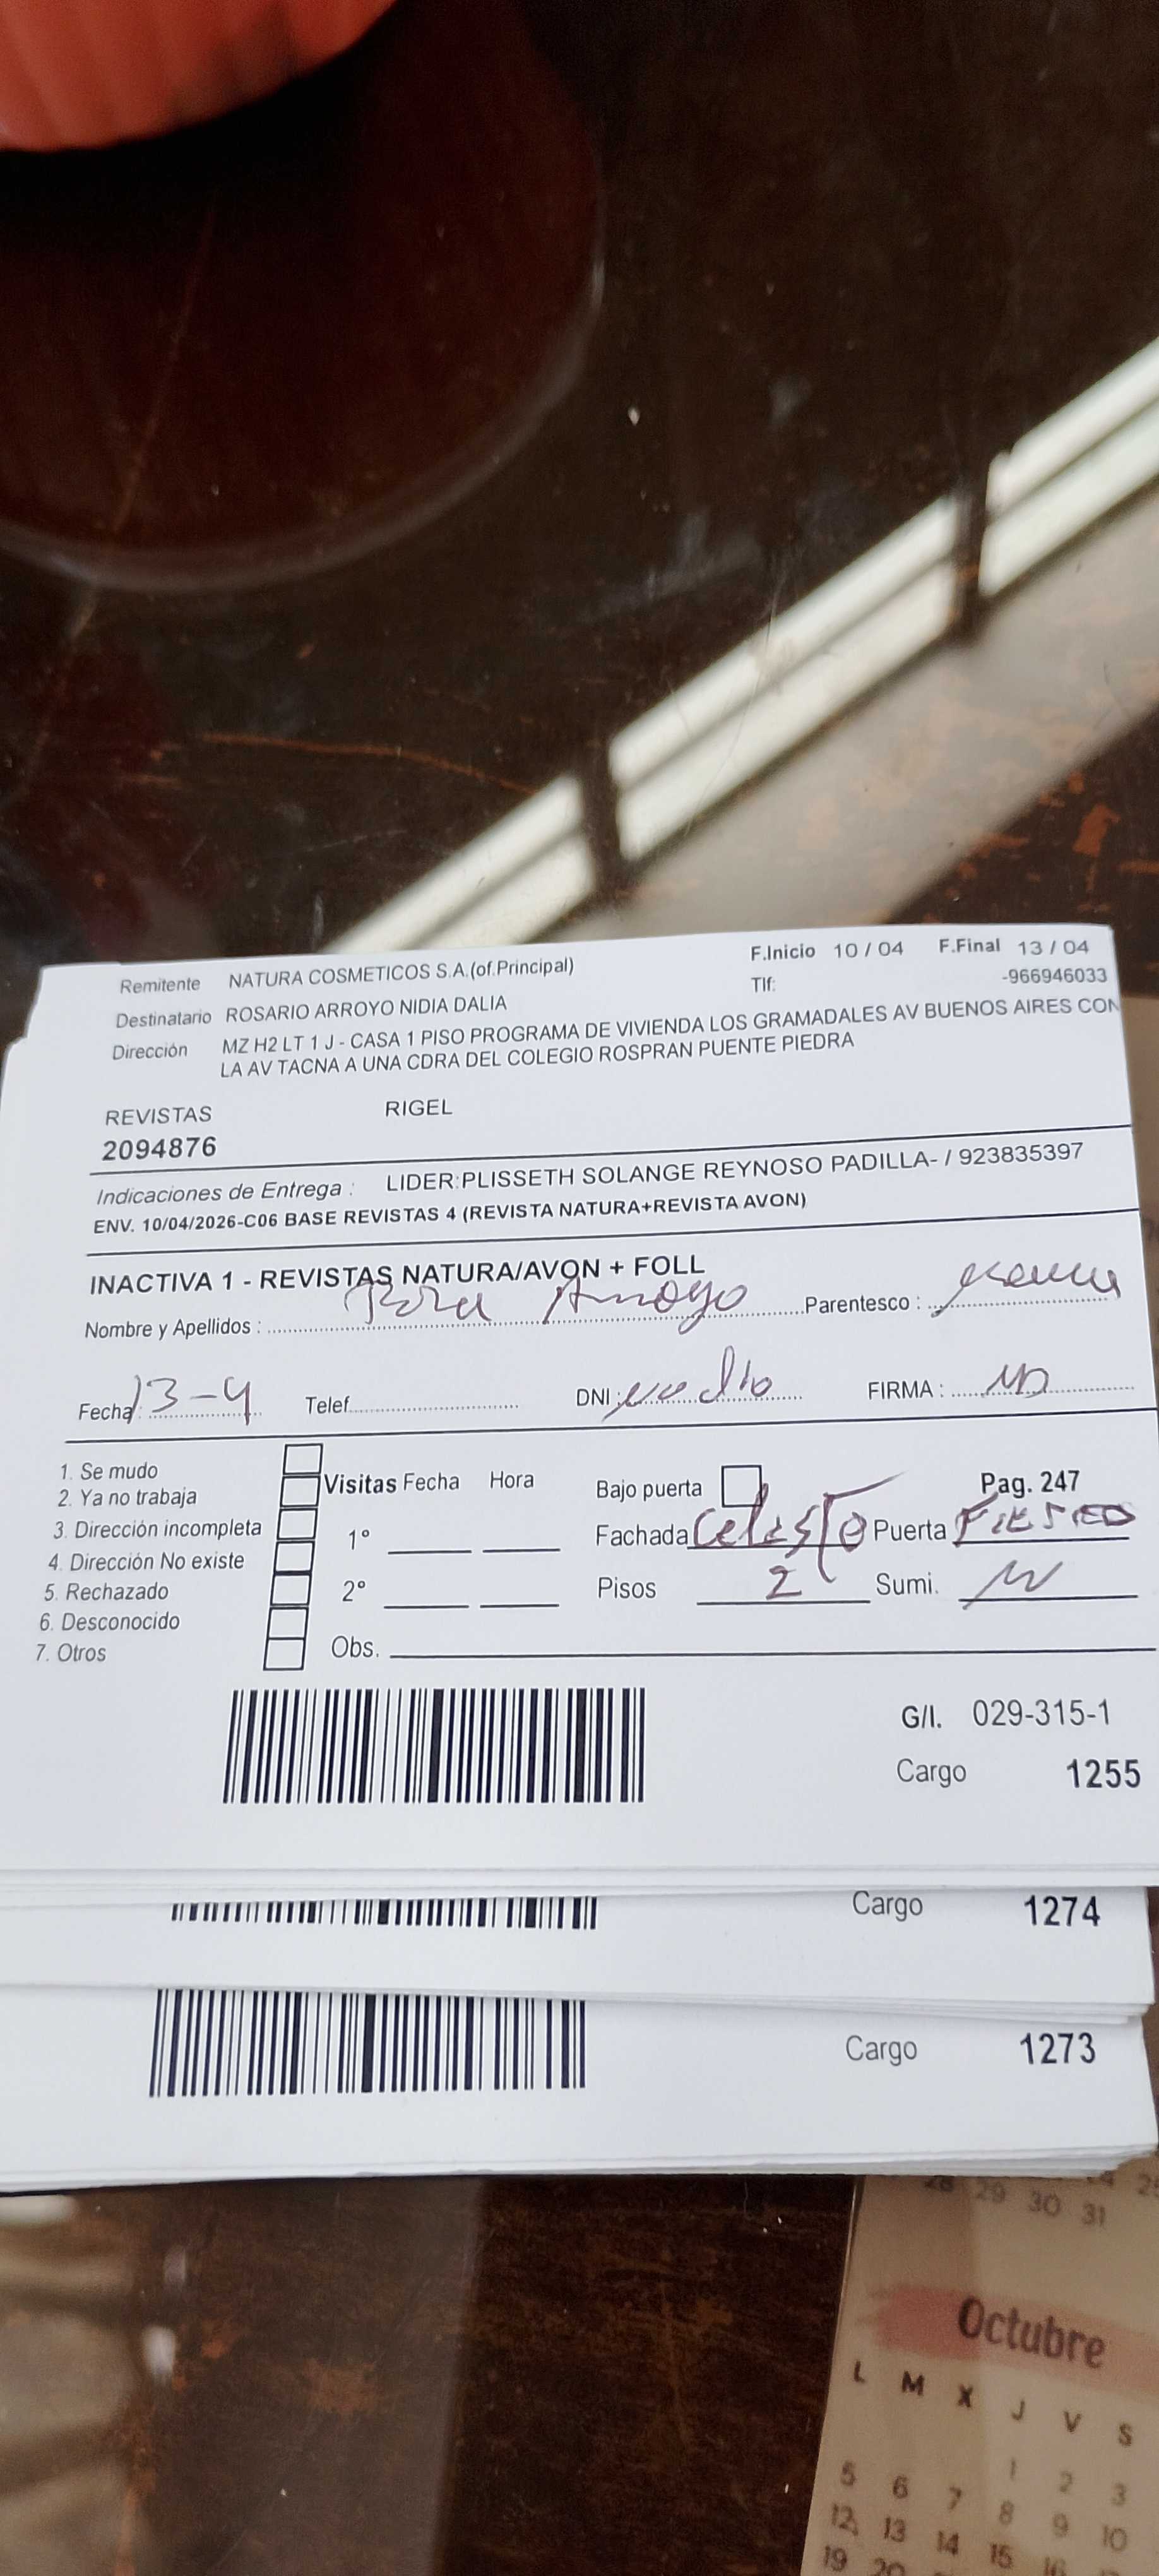 Remitente NATURA COSMETICOS S.A.(of.Principal) F.Inicio 10 / 04 F.Final 13 / 04
Tlf: -966946033
Destinatario ROSARIO ARROYO NIDIA DALIA
Dirección MZ H2 LT 1 J - CASA 1 PISO PROGRAMA DE VIVIENDA LOS GRAMADALES AV BUENOS AIRES CON
LA AV TACNA A UNA CDRA DEL COLEGIO ROSPRAN PUENTE PIEDRA
REVISTAS RIGEL
2094876
Indicaciones de Entrega : LIDER:PLISSETH SOLANGE REYNOSO PADILLA- / 923835397
ENV. 10/04/2026-C06 BASE REVISTAS 4 (REVISTA NATURA+REVISTA AVON)
INACTIVA 1 - REVISTAS NATURA/AVON + FOLL
Nombre y Apellidos : Arroyo Parentesco :
Fecha : 13-4 Telef. DNI : no dio FIRMA :
1. Se mudo
2. Ya no trabaja
3. Dirección incompleta
4. Dirección No existe
5. Rechazado
6. Desconocido
7. Otros
Visitas Fecha Hora
1°
2°
Obs.
Bajo puerta Pag. 247
Fachada Celeste Puerta
Pisos 2 Sumi.
G/I. 029-315-1
Cargo 1255
Cargo 1274
Cargo 1273
28 29 30 31
Octubre
L M X J V S
1 2 3
5 6 7 8 9 10
12 13 14 15 16
19 20